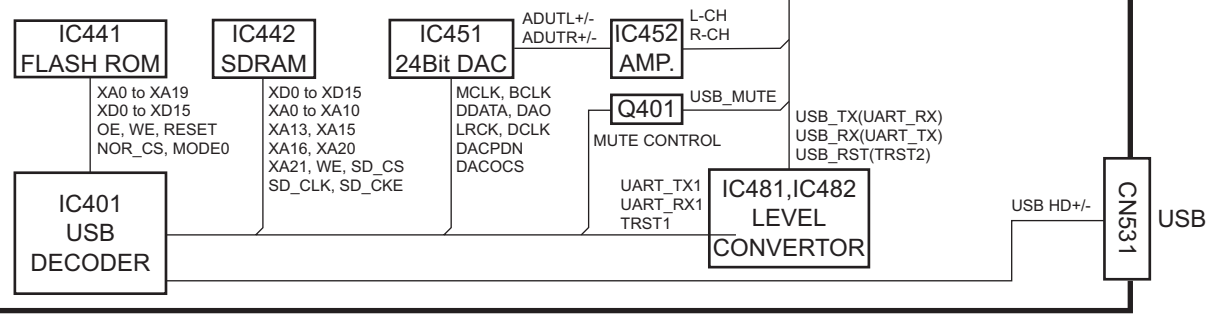 IC441
FLASH ROM
XA0 to XA19
XD0 to XD15
OE, WE, RESET
NOR_CS, MODE0
IC442
SDRAM
XD0 to XD15
XA0 to XA10
XA13, XA15
XA16, XA20
XA21, WE, SD_CS
SD_CLK, SD_CKE
IC451
24Bit DAC
MCLK, BCLK
DDATA, DAO
LRCK, DCLK
DACPDN
DACOCS
ADUTL+/-
ADUTR+/-
IC452
AMP.
L-CH
R-CH
Q401
USB_MUTE
MUTE CONTROL
USB_TX(UART_RX)
USB_RX(UART_TX)
USB_RST(TRST2)
IC401
USB
DECODER
UART_TX1
UART_RX1
TRST1
IC481,IC482
LEVEL
CONVERTOR
USB HD+/-
CN531
USB